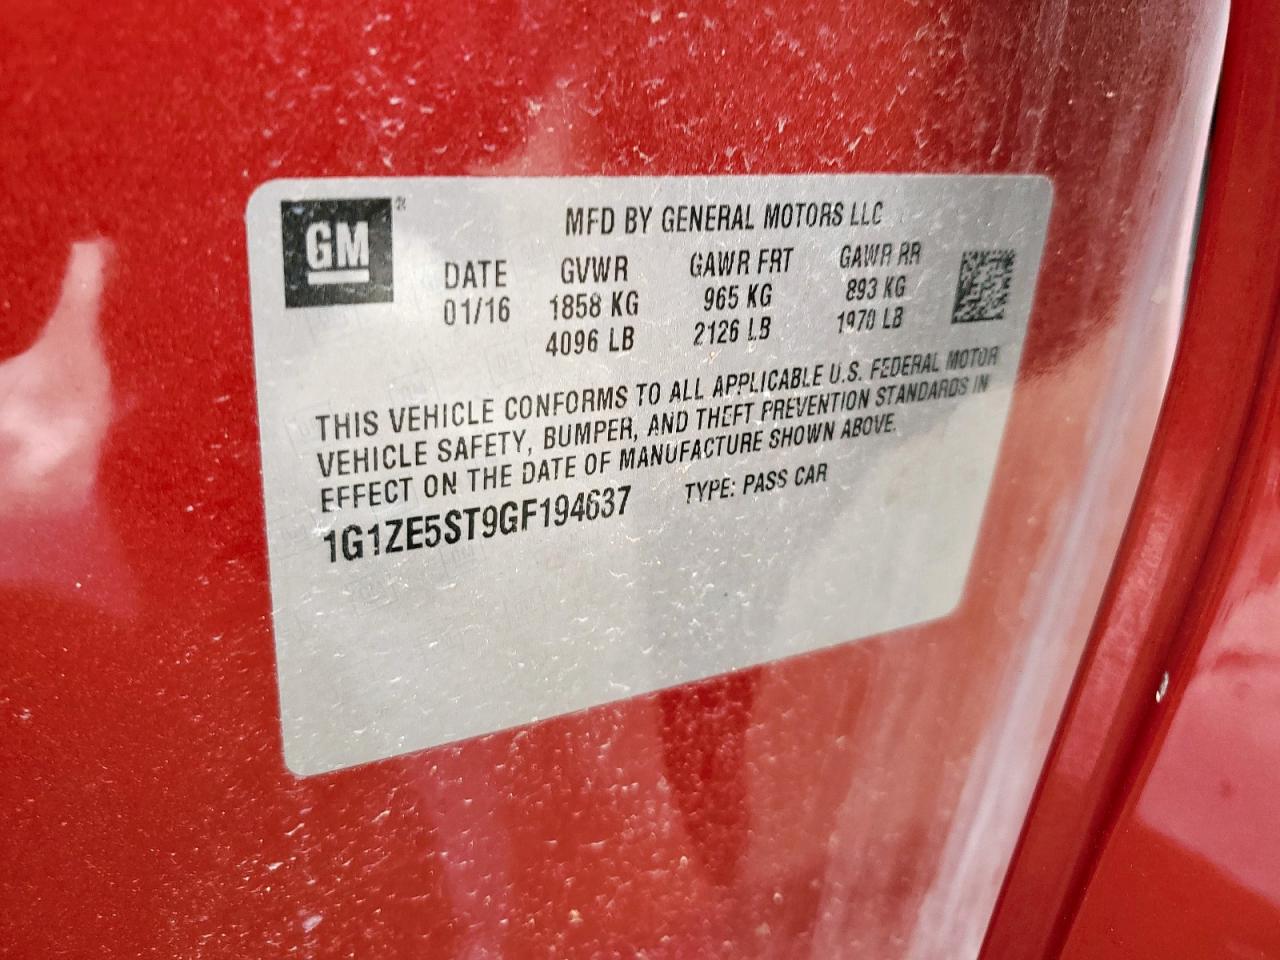 GM
MFD BY GENERAL MOTORS LLC
DATE GVWR GAWR FRT GAWR RR
01/16 1858 KG 965 KG 893 KG
4096 LB 2126 LB 1970 LB
THIS VEHICLE CONFORMS TO ALL APPLICABLE U.S. FEDERAL MOTOR
VEHICLE SAFETY, BUMPER, AND THEFT PREVENTION STANDARDS IN
EFFECT ON THE DATE OF MANUFACTURE SHOWN ABOVE.
1G1ZE5ST9GF194637 TYPE: PASS CAR